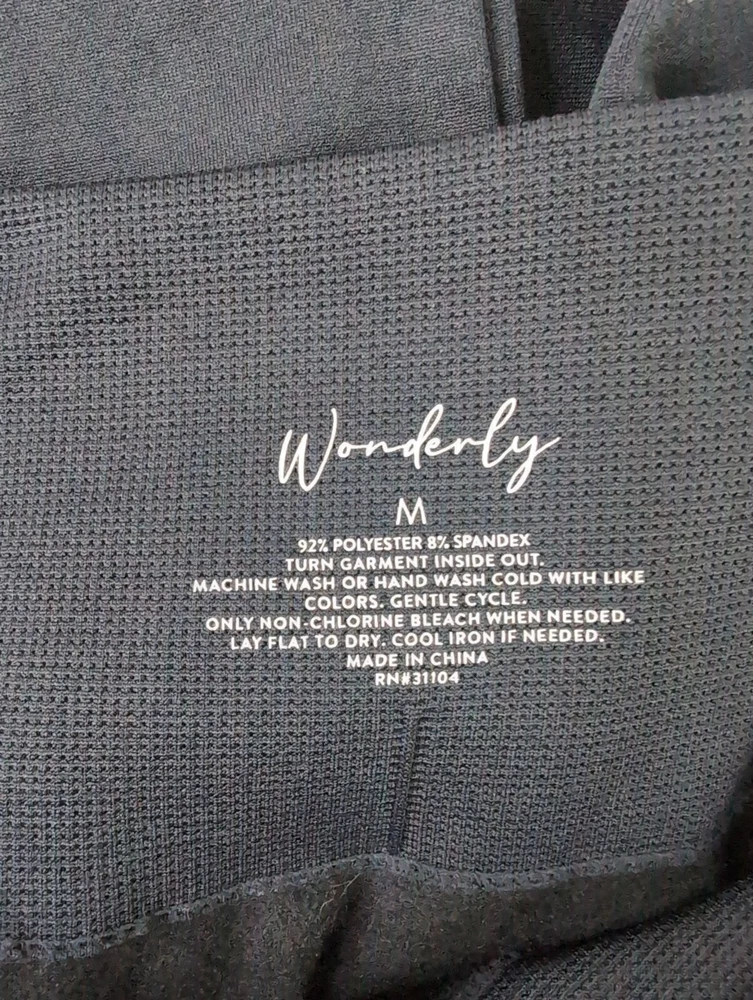 Wonderly
M
92% POLYESTER 8% SPANDEX
TURN GARMENT INSIDE OUT.
MACHINE WASH OR HAND WASH COLD WITH LIKE
COLORS. GENTLE CYCLE.
ONLY NON-CHLORINE BLEACH WHEN NEEDED.
LAY FLAT TO DRY. COOL IRON IF NEEDED.
MADE IN CHINA
RN#31104